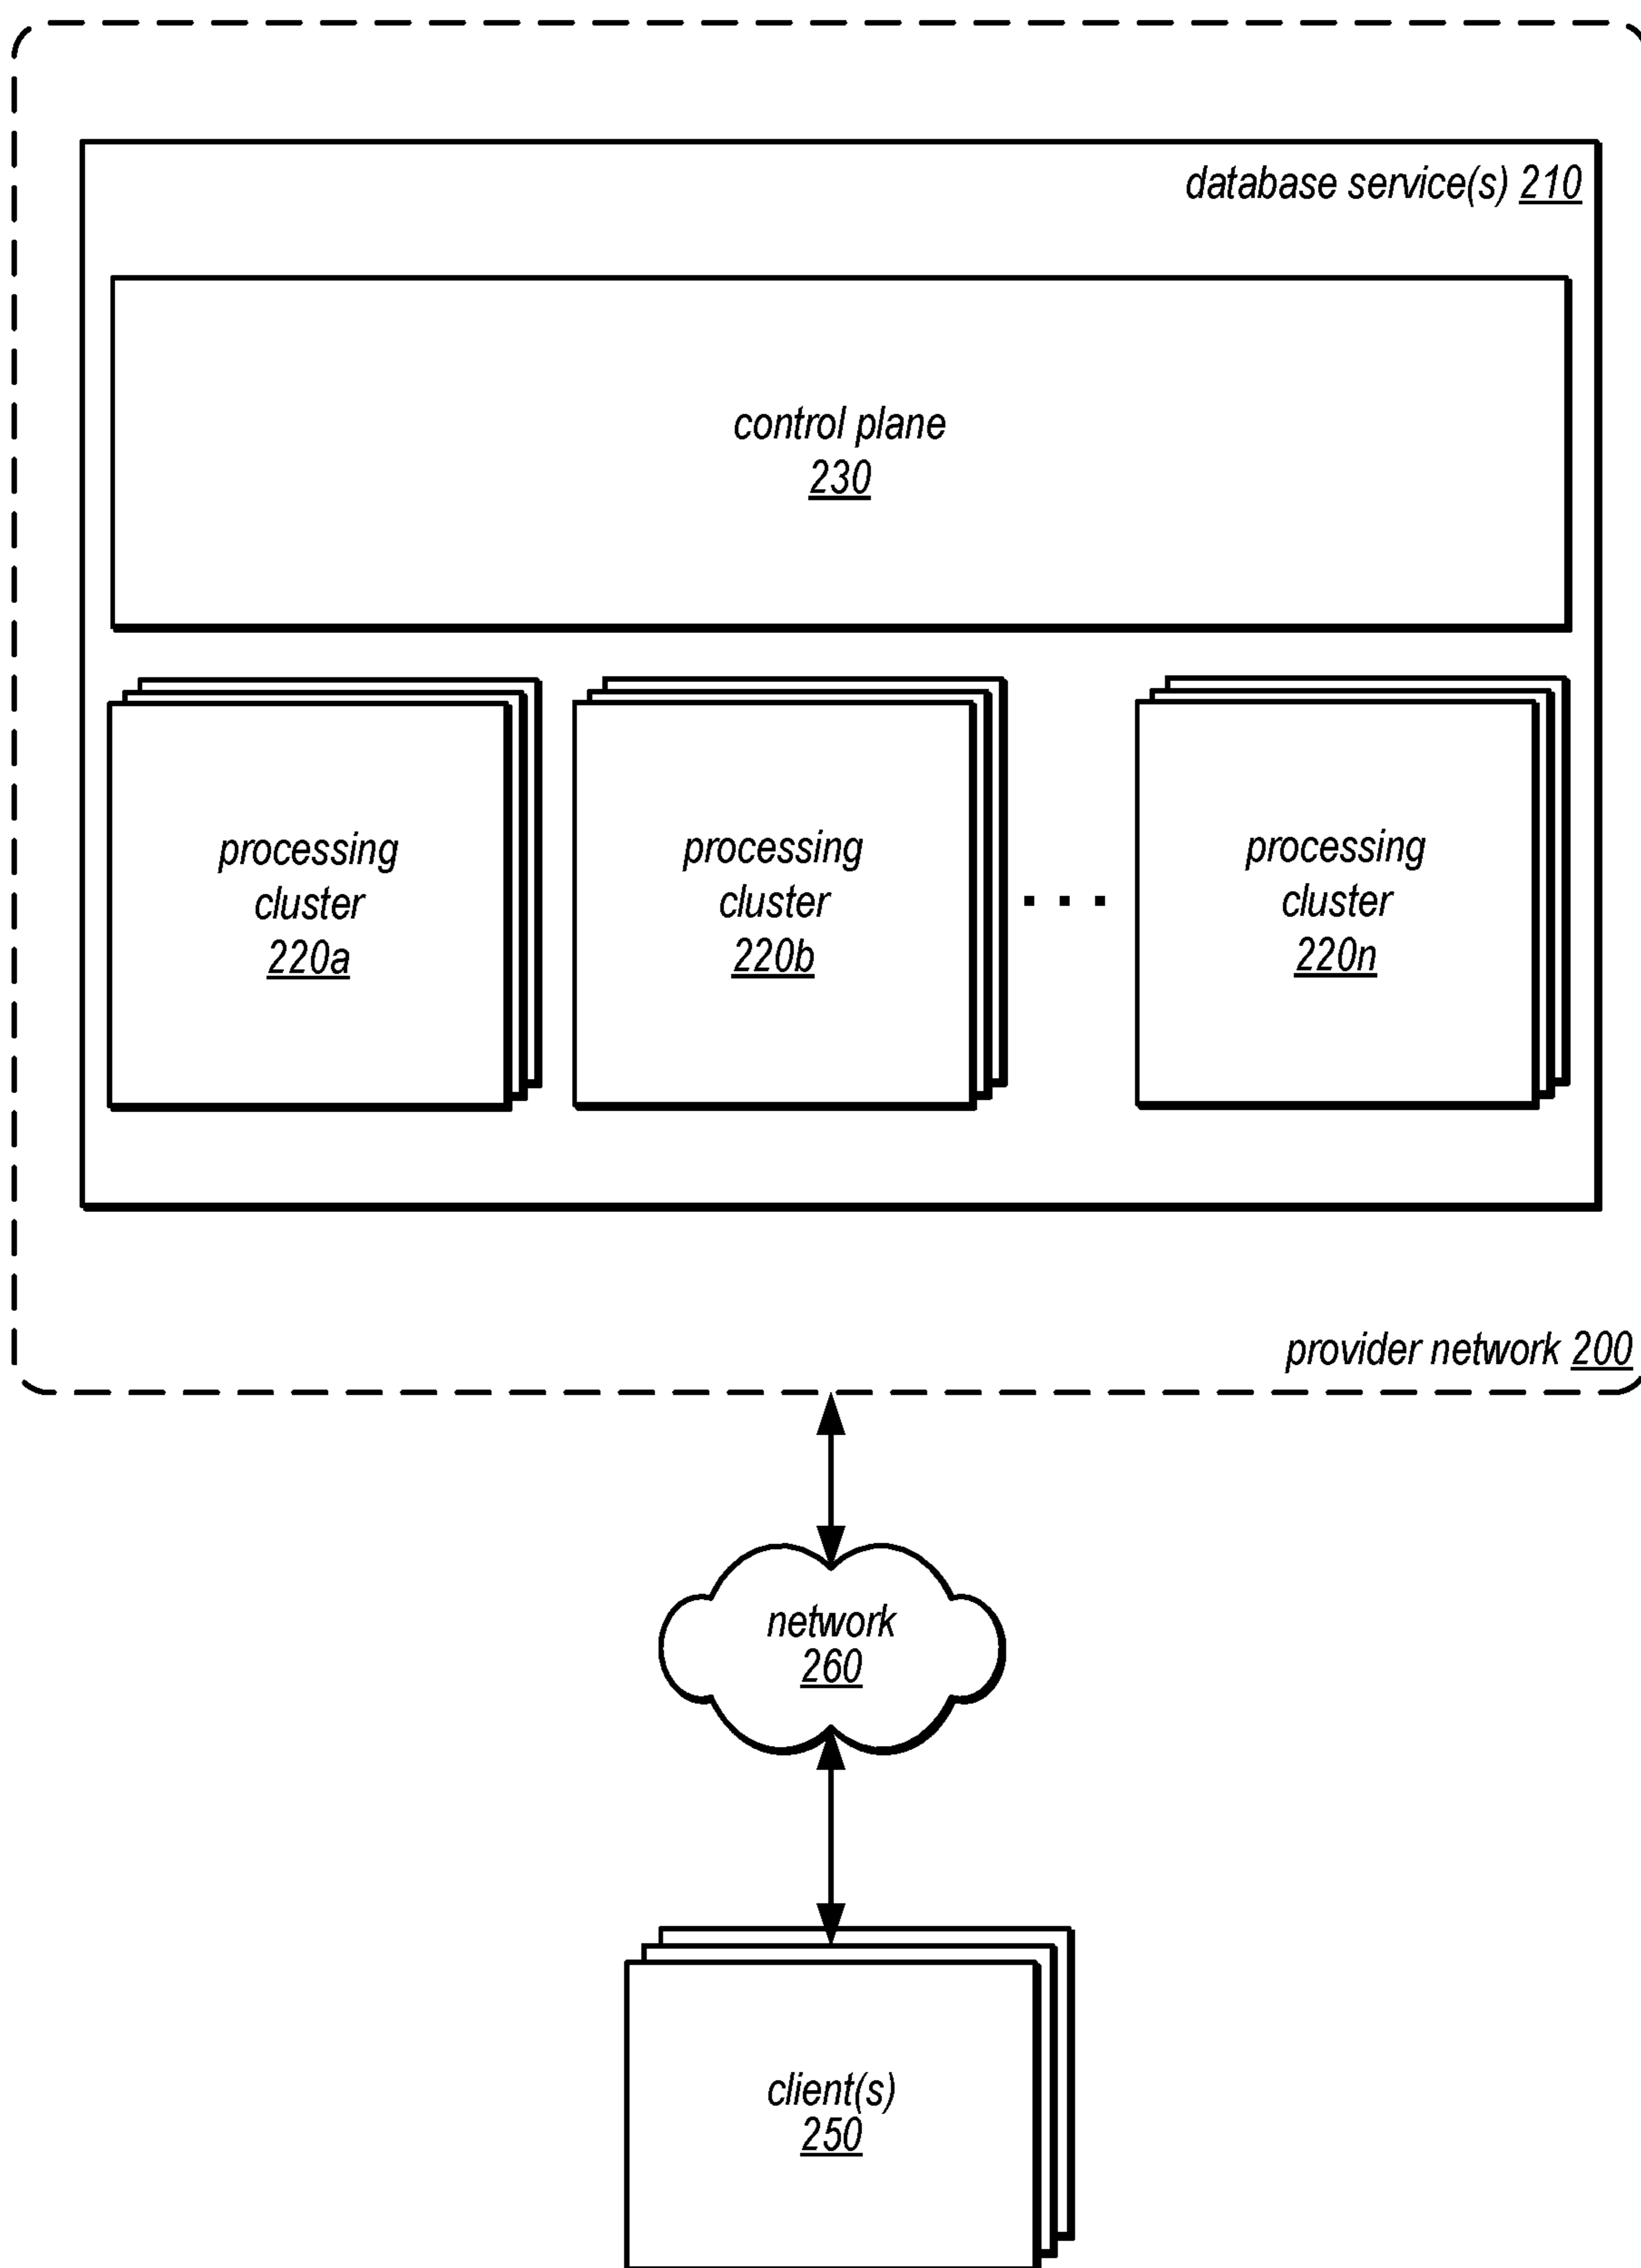 database service(s) 210
control plane
230
processing
cluster
220a
processing
cluster
220b
. . .
processing
cluster
220n
provider network 200
network
260
client(s)
250